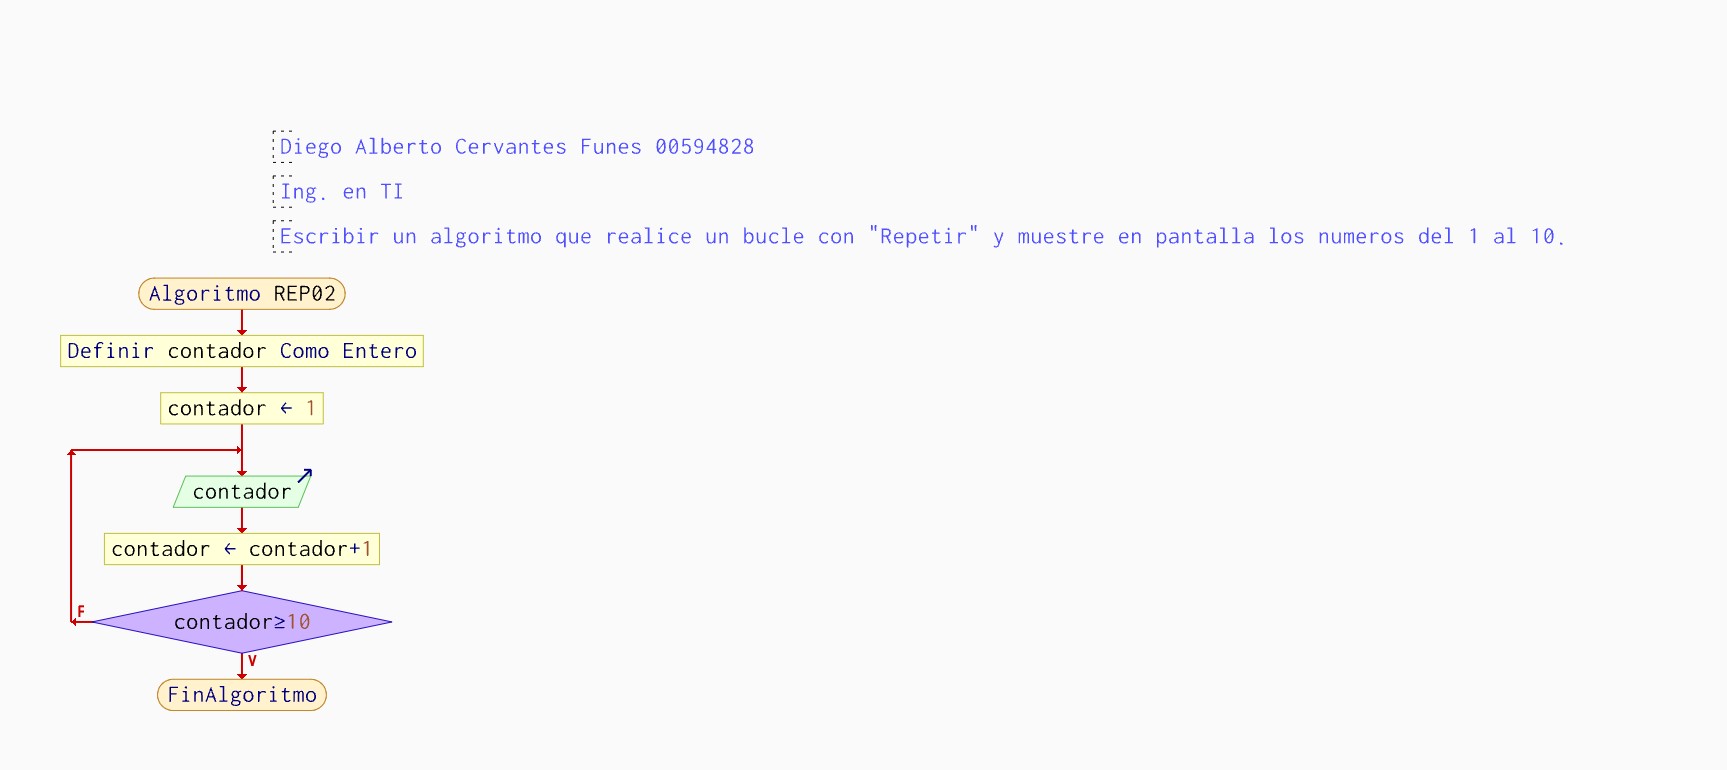 Diego Alberto Cervantes Funes 00594828
Ing. en TI
Escribir un algoritmo que realice un bucle con "Repetir" y muestre en pantalla los numeros del 1 al 10.
Algoritmo REP02
Definir contador Como Entero
contador ← 1
contador
contador ← contador+1
F
contador≥10
V
FinAlgoritmo